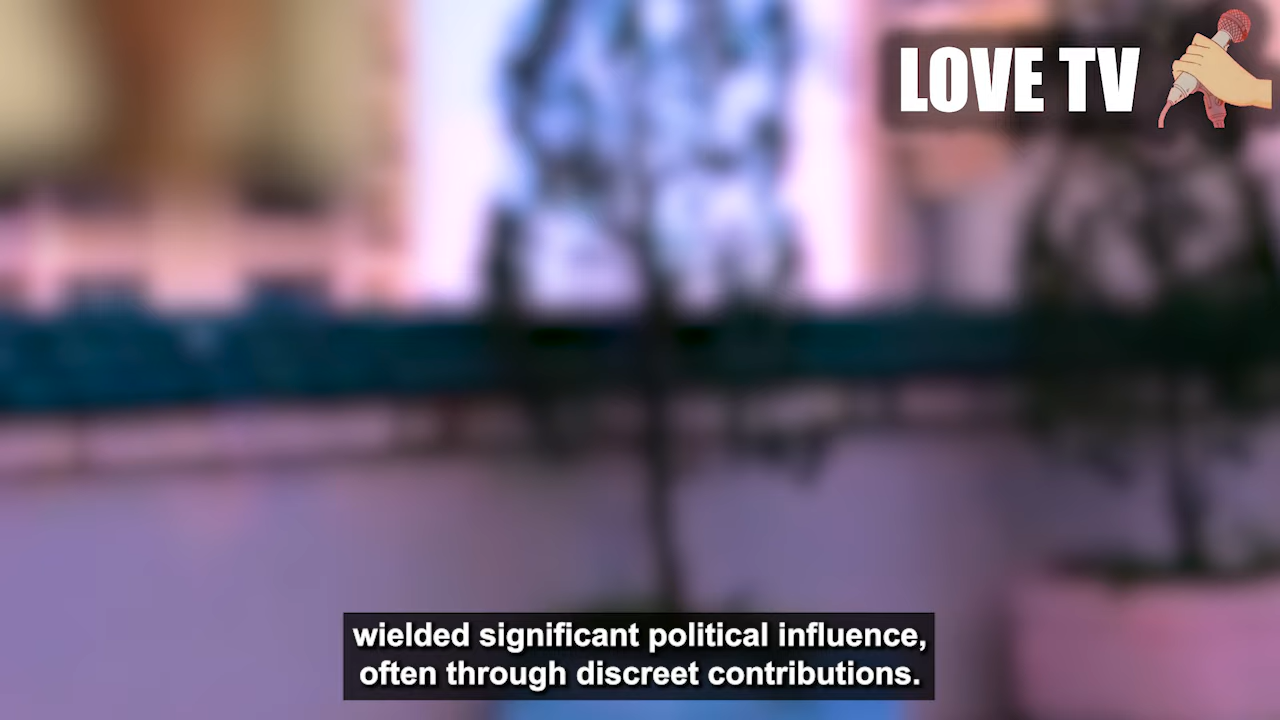 LOVE TV
wielded significant political influence,
often through discreet contributions.